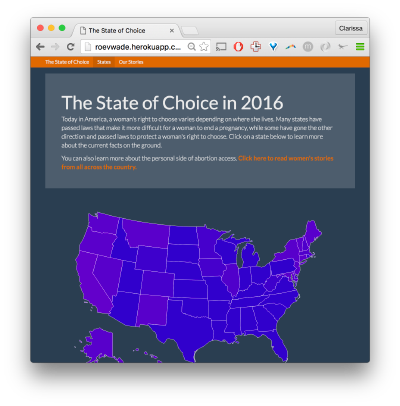 Clarissa
The State of Choice
roevwade.herokuapp.c...
The State of Choice States Our Stories
The State of Choice in 2016
Today in America, a woman's right to choose varies depending on where she lives. Many states have
passed laws that make it more difficult for a woman to end a pregnancy, while some have gone the other
direction and passed laws to protect a woman's right to choose. Click on a state below to learn more
about the current facts on the ground.
You can also learn more about the personal side of abortion access. Click here to read women's stories
from all across the country.